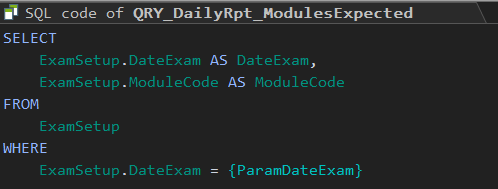 SQL code of QRY_DailyRpt_ModulesExpected
SELECT
ExamSetup.DateExam AS DateExam,
ExamSetup.ModuleCode AS ModuleCode
FROM
ExamSetup
WHERE
ExamSetup.DateExam = {ParamDateExam}